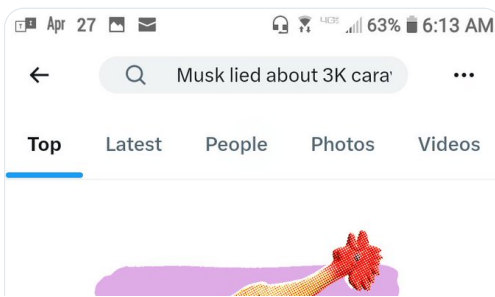 Apr 27 63% 6:13 AM
Musk lied about 3K cara
Top Latest People Photos Videos